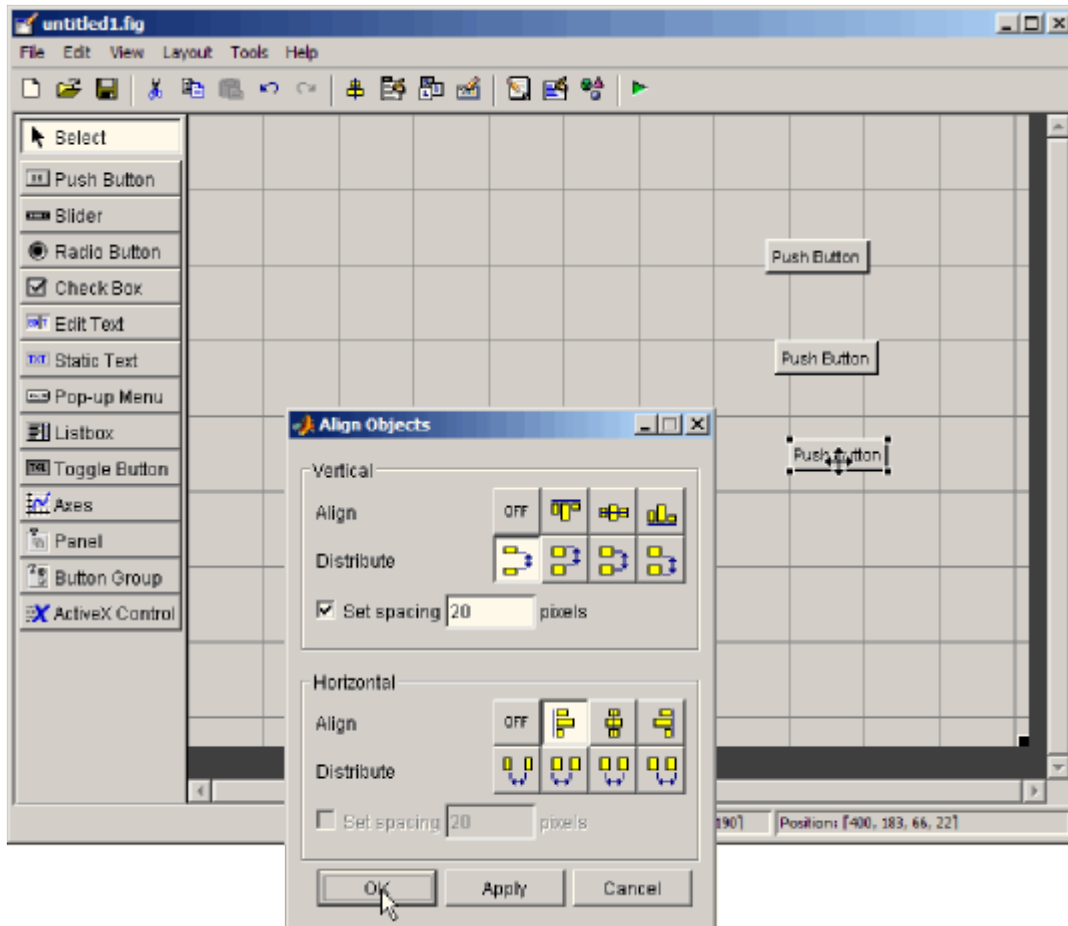 untitled1.fig
File Edit View Layout Tools Help
Select
Push Button
Slider
Radio Button
Check Box
Edit Text
Static Text
Pop-up Menu
Listbox
Toggle Button
Axes
Panel
Button Group
ActiveX Control
Push Button
Push Button
Push Button
Align Objects
Vertical
Align OFF
Distribute
Set spacing 20 pixels
Horizontal
Align OFF
Distribute
Set spacing 20 pixels
OK Apply Cancel
190] Position: [400, 183, 66, 22]